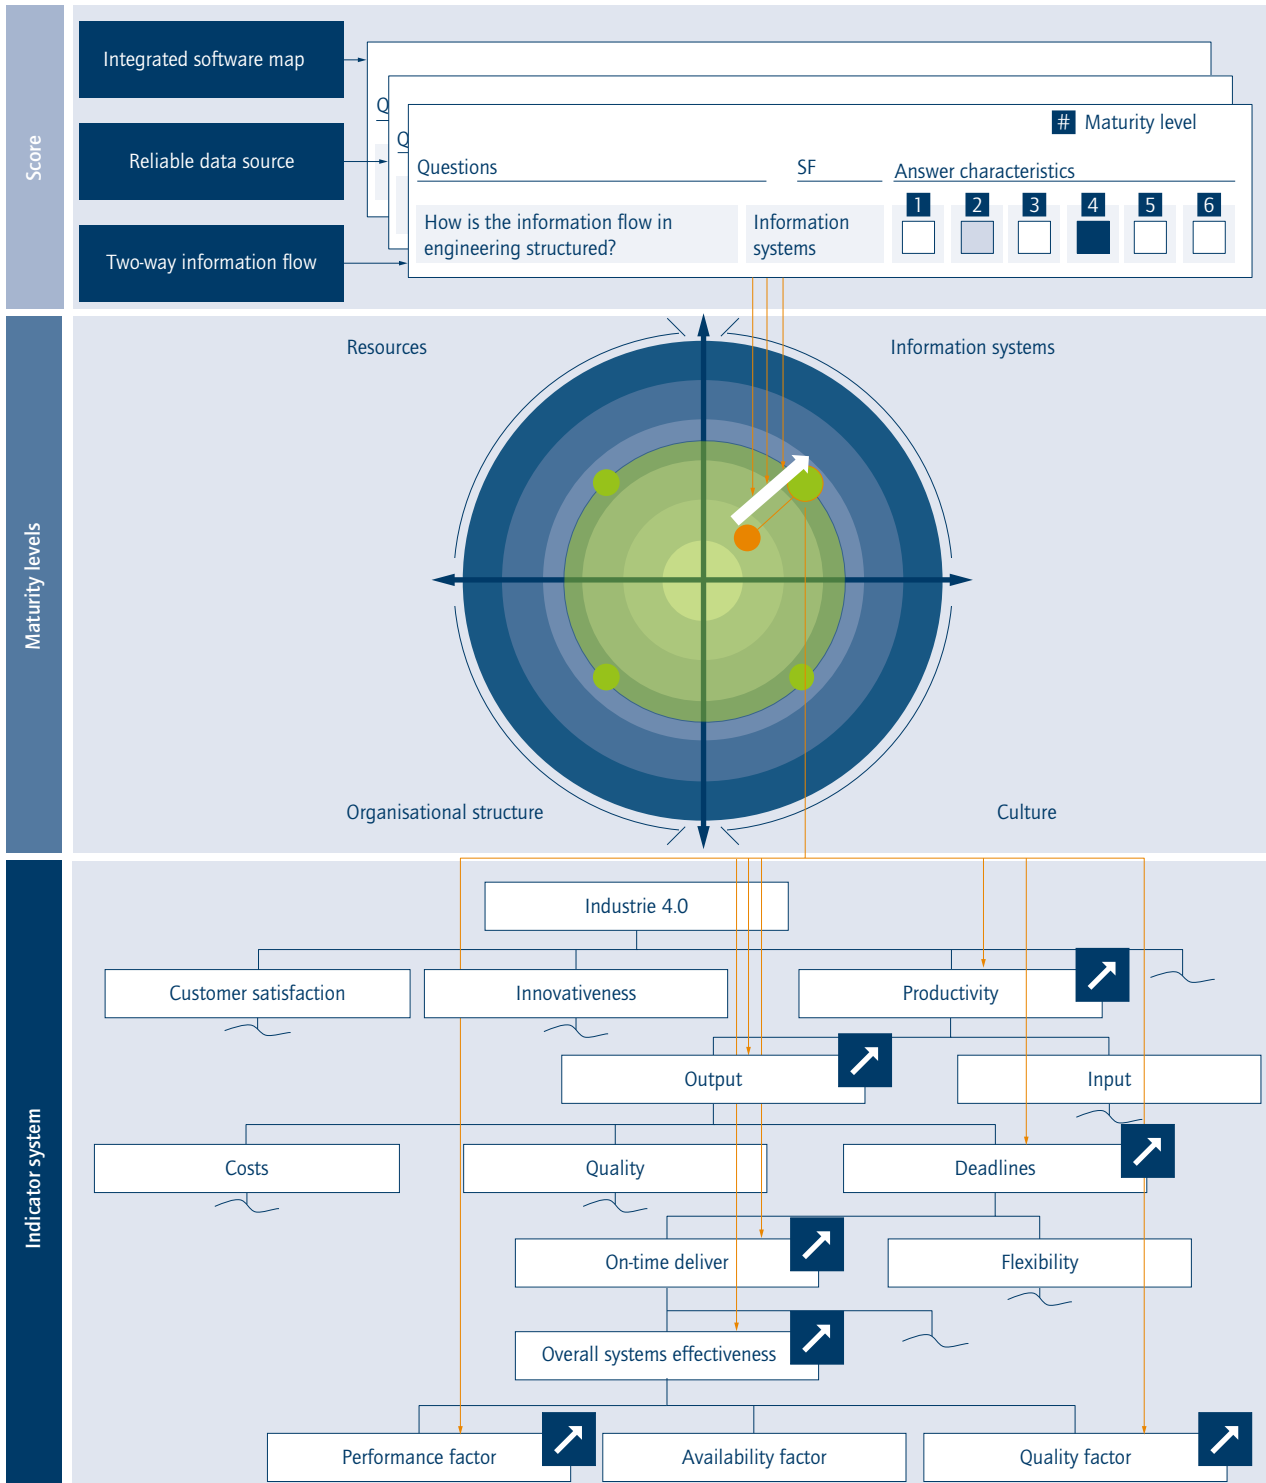 Score
Integrated software map
Reliable data source
Two-way information flow
Q
Q
# Maturity level
Questions
SF
Answer characteristics
1 2 3 4 5 6
How is the information flow in
engineering structured?
Information
systems
Maturity levels
Resources
Information systems
Organisational structure
Culture
Indicator system
Industrie 4.0
Customer satisfaction
Innovativeness
Productivity
Output
Input
Costs
Quality
Deadlines
On-time deliver
Flexibility
Overall systems effectiveness
Performance factor
Availability factor
Quality factor